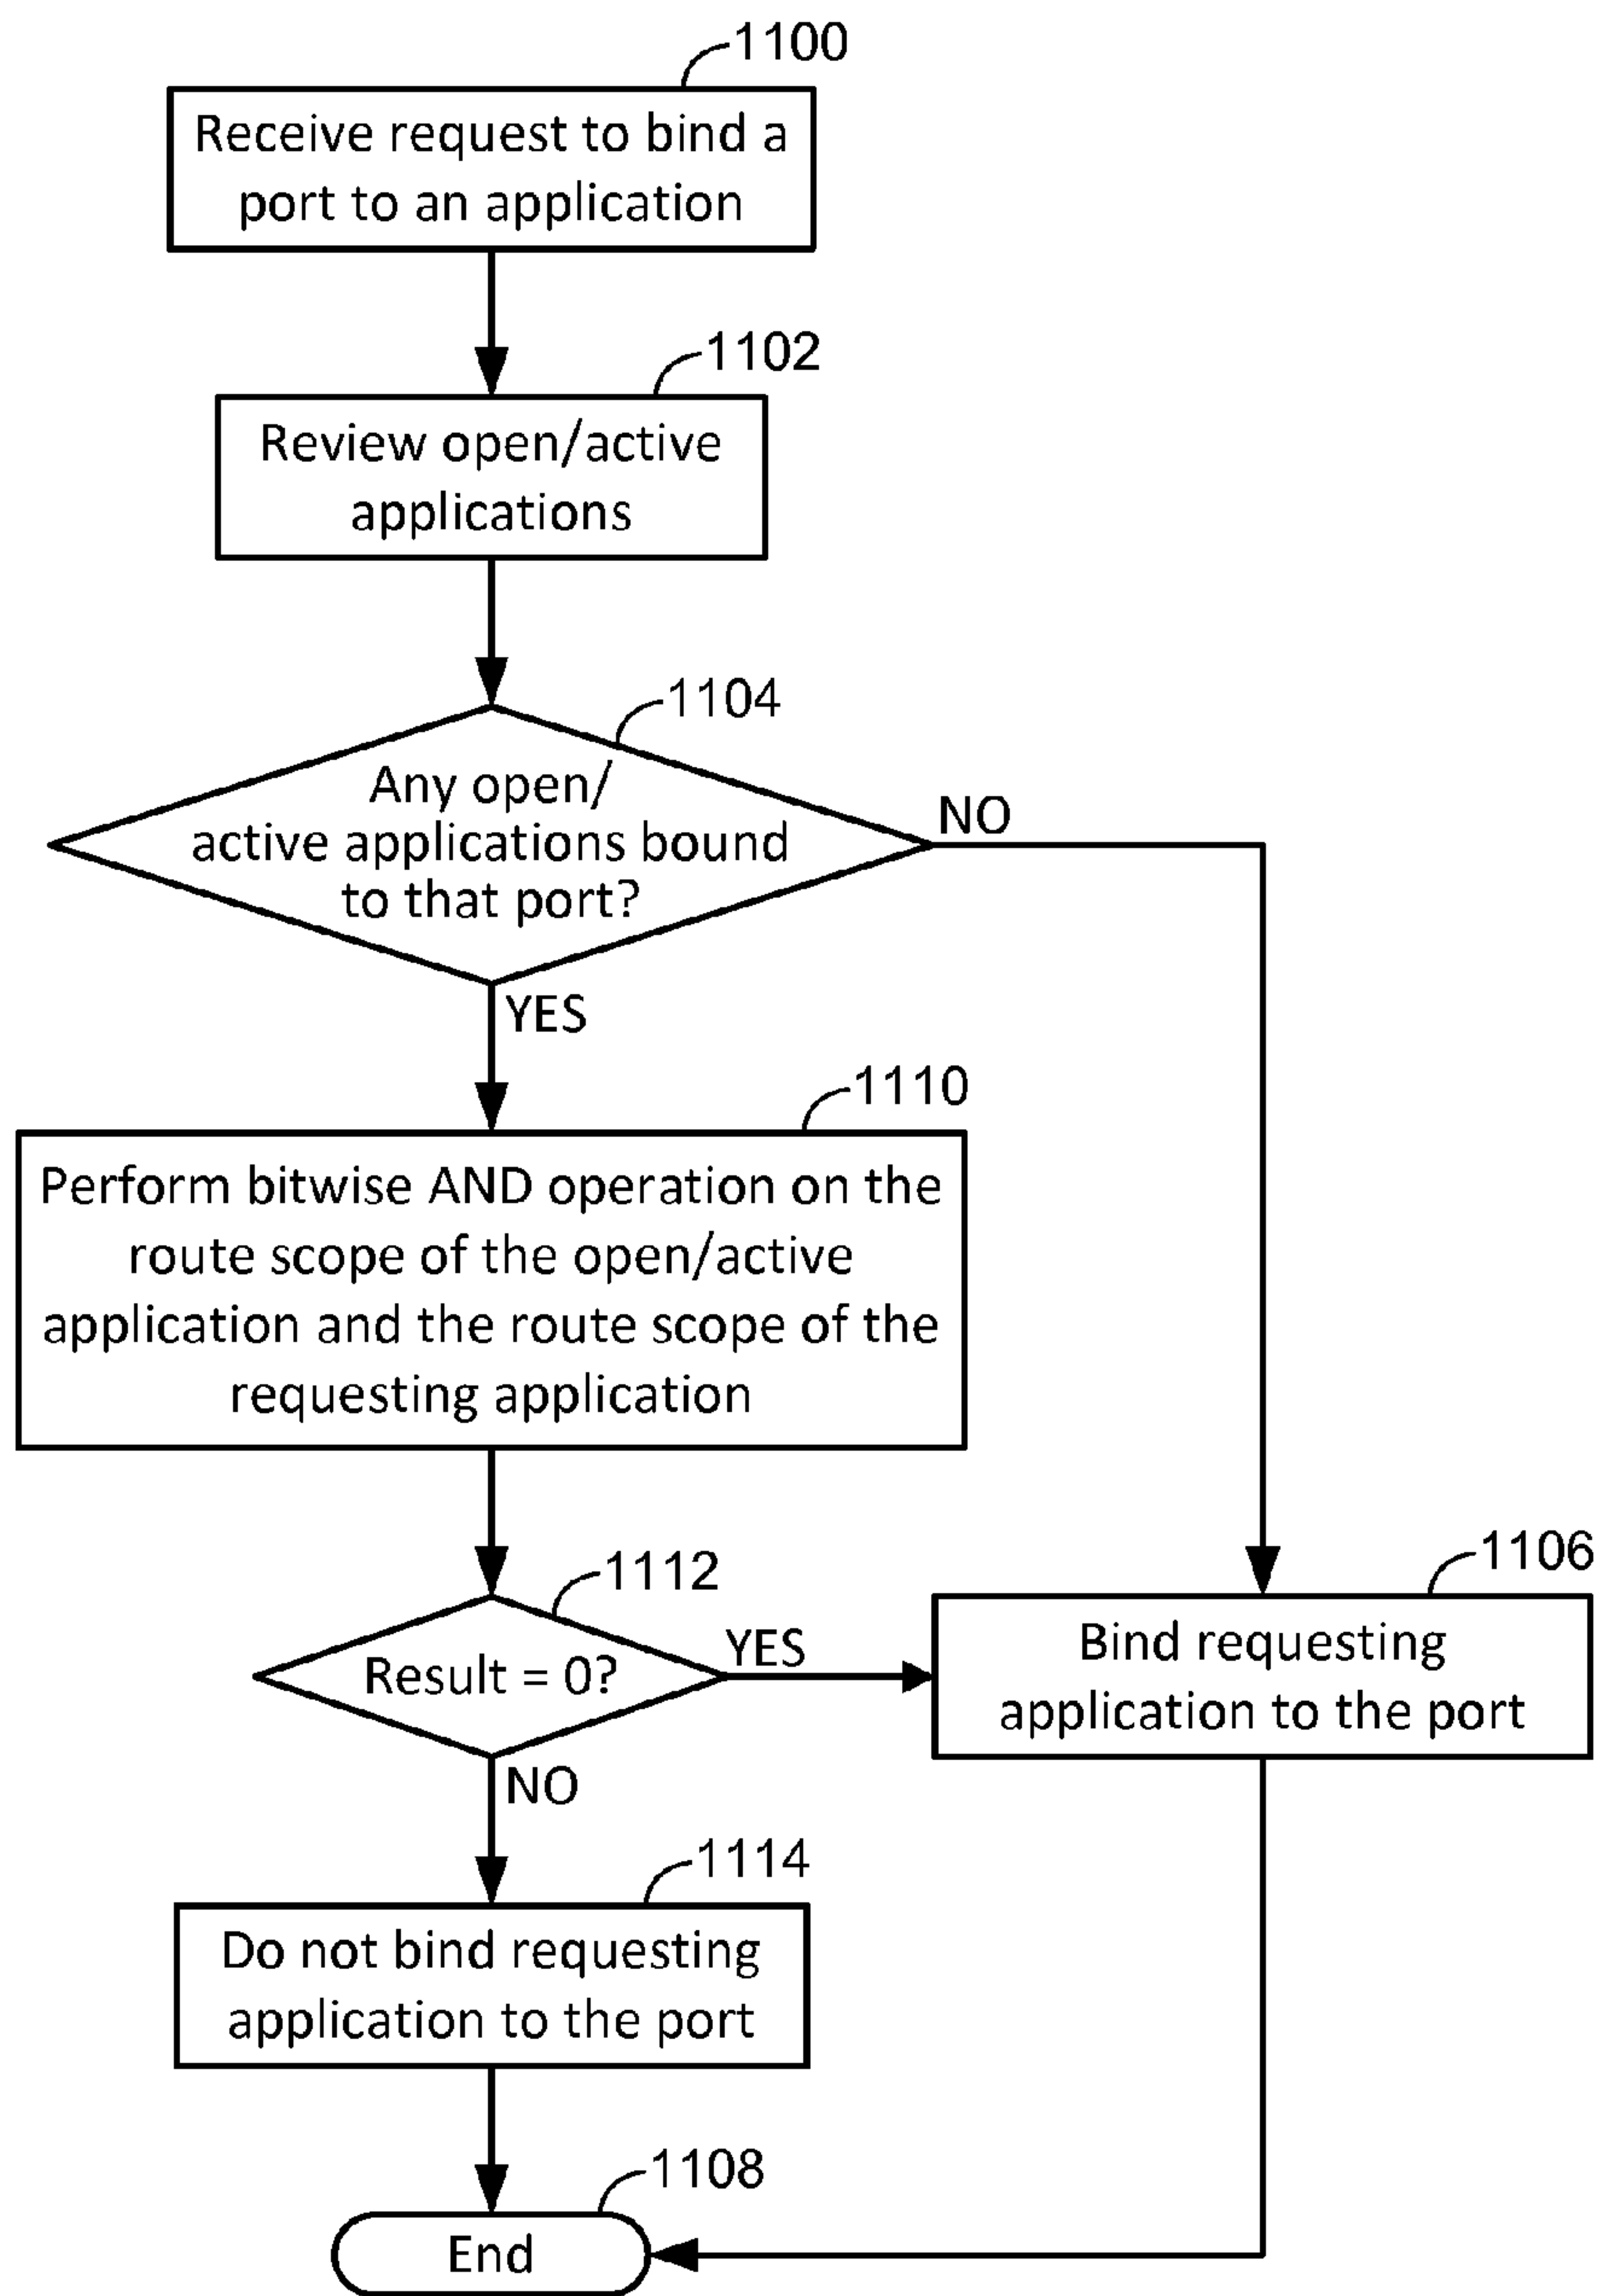 1100
Receive request to bind a
port to an application
1102
Review open/active
applications
1104
Any open/
active applications bound
to that port?
NO
YES
1110
Perform bitwise AND operation on the
route scope of the open/active
application and the route scope of the
requesting application
1112
Result = 0?
YES
1106
Bind requesting
application to the port
NO
1114
Do not bind requesting
application to the port
1108
End